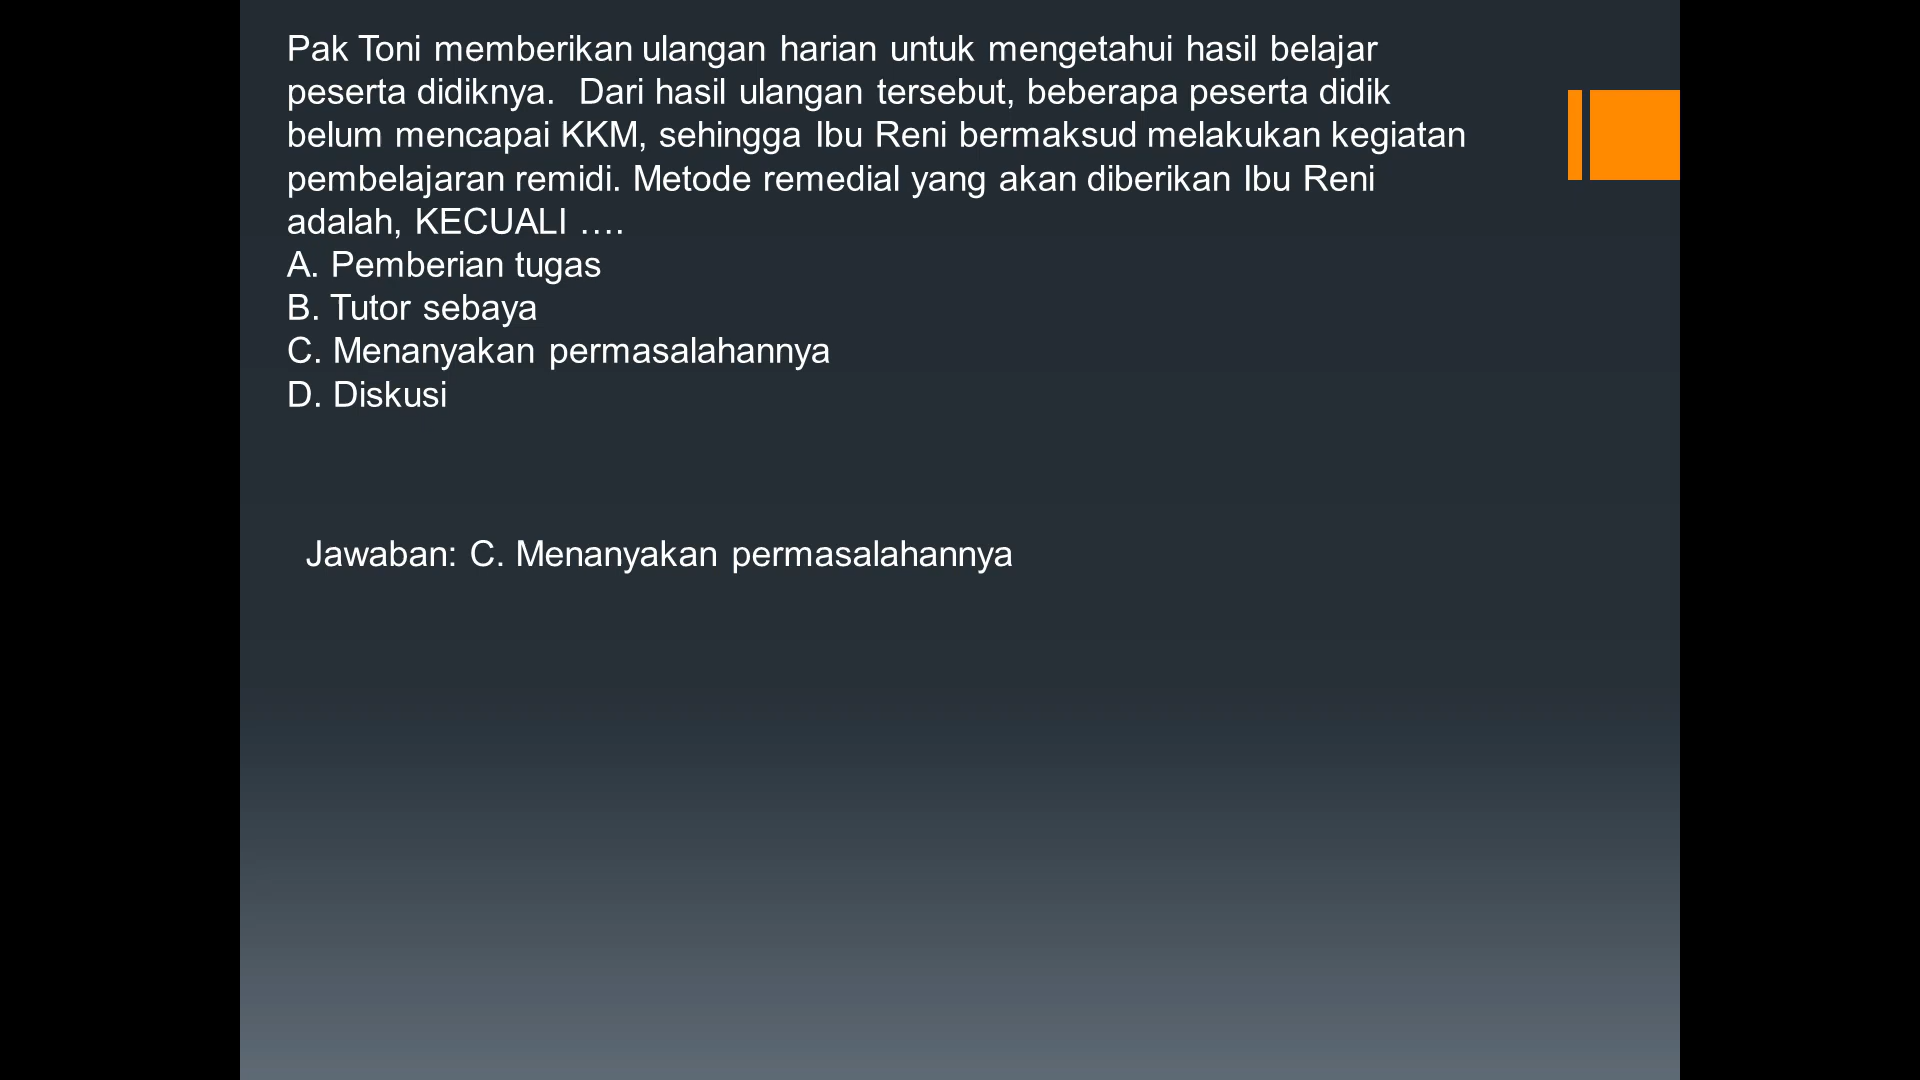 Pak Toni memberikan ulangan harian untuk mengetahui hasil belajar
peserta didiknya.  Dari hasil ulangan tersebut, beberapa peserta didik
belum mencapai KKM, sehingga Ibu Reni bermaksud melakukan kegiatan
pembelajaran remidi. Metode remedial yang akan diberikan Ibu Reni
adalah, KECUALI ….
A. Pemberian tugas
B. Tutor sebaya
C. Menanyakan permasalahannya
D. Diskusi
Jawaban: C. Menanyakan permasalahannya